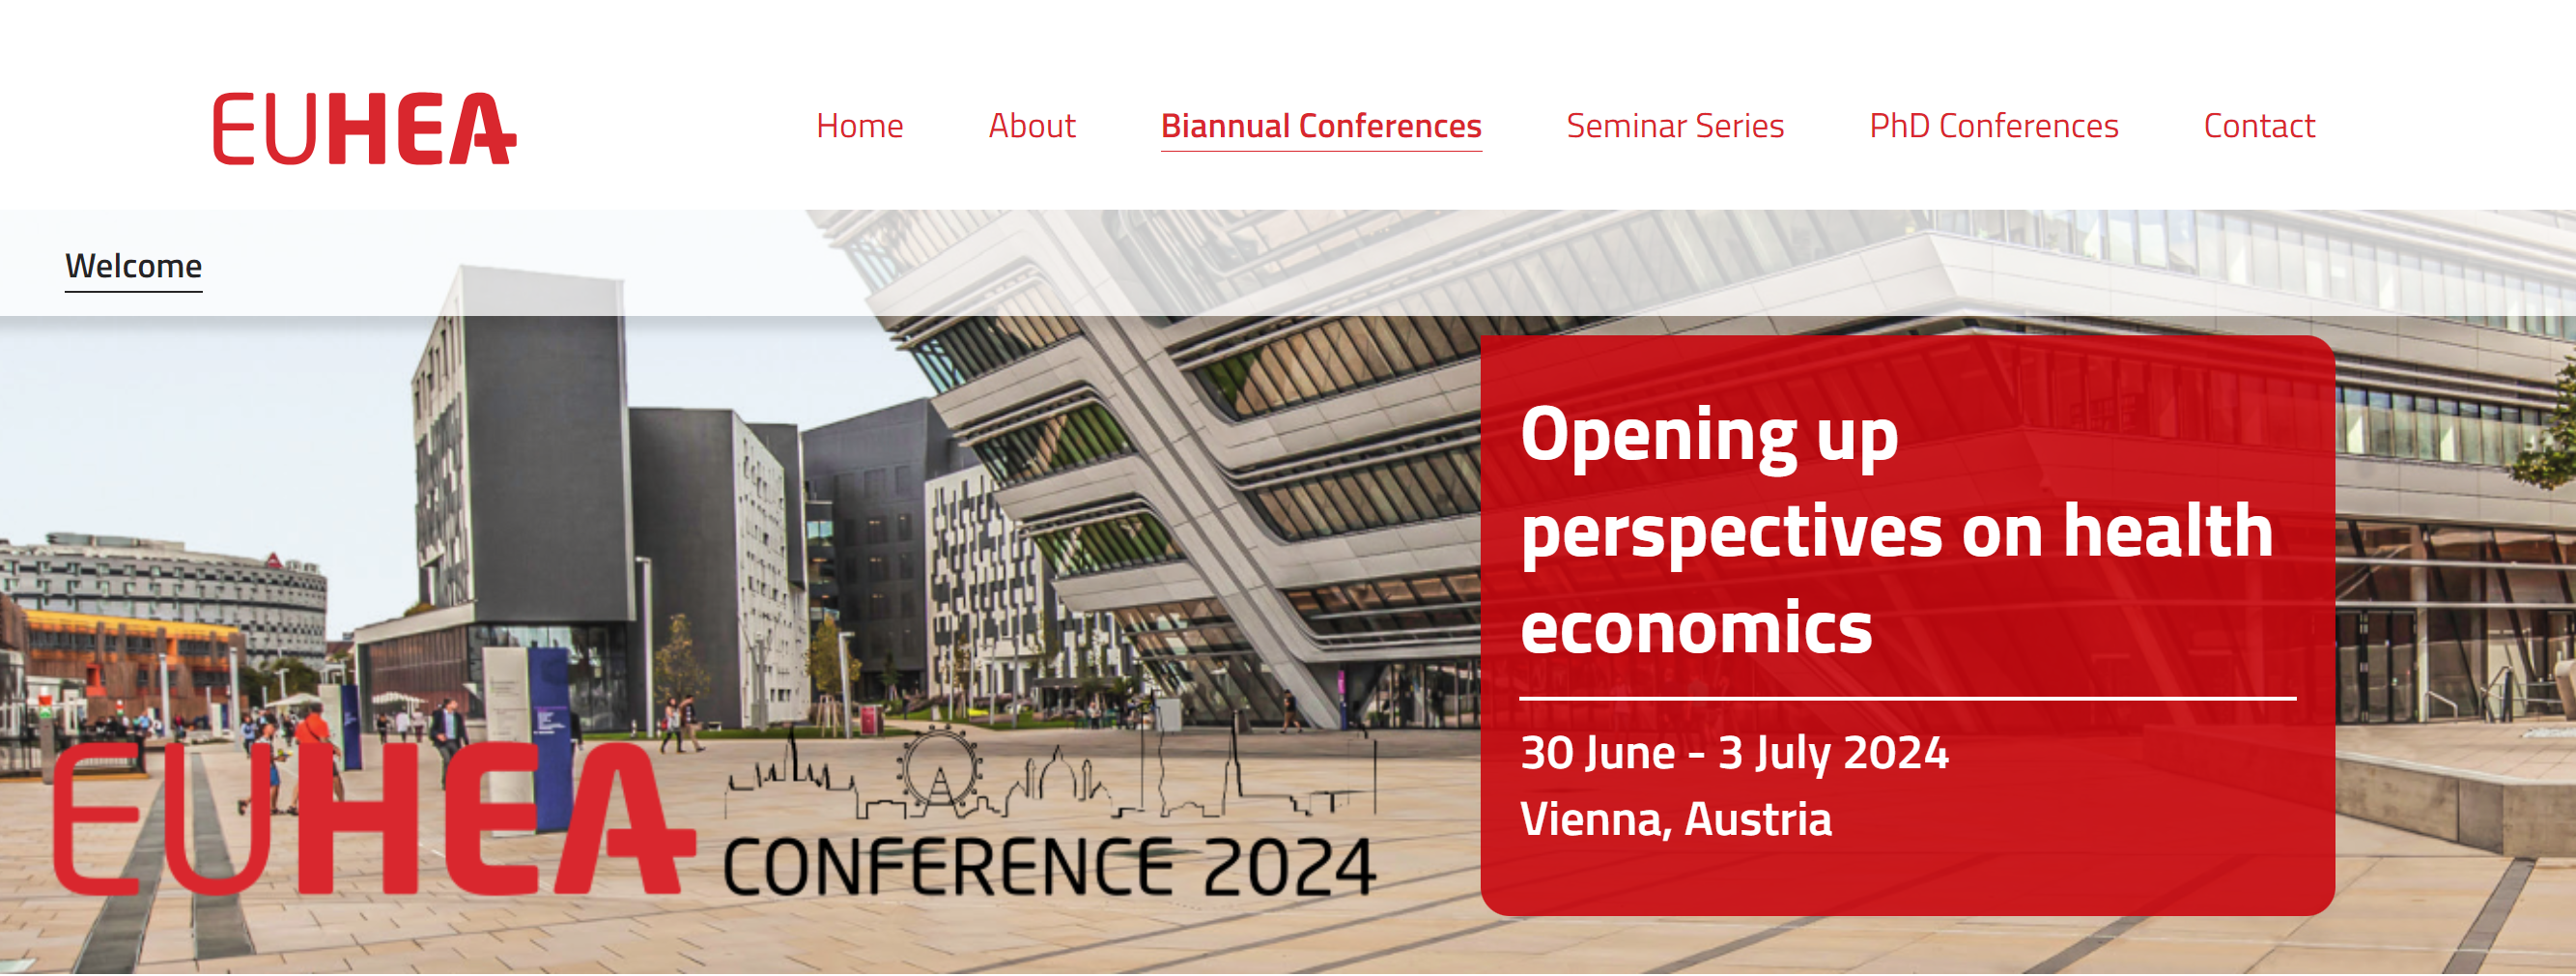 EUHEA
Home
About
Biannual Conferences
Seminar Series
PhD Conferences
Contact
Welcome
Opening up
perspectives on health
economics
30 June - 3 July 2024
Vienna, Austria
EUHEA
CONFERENCE 2024